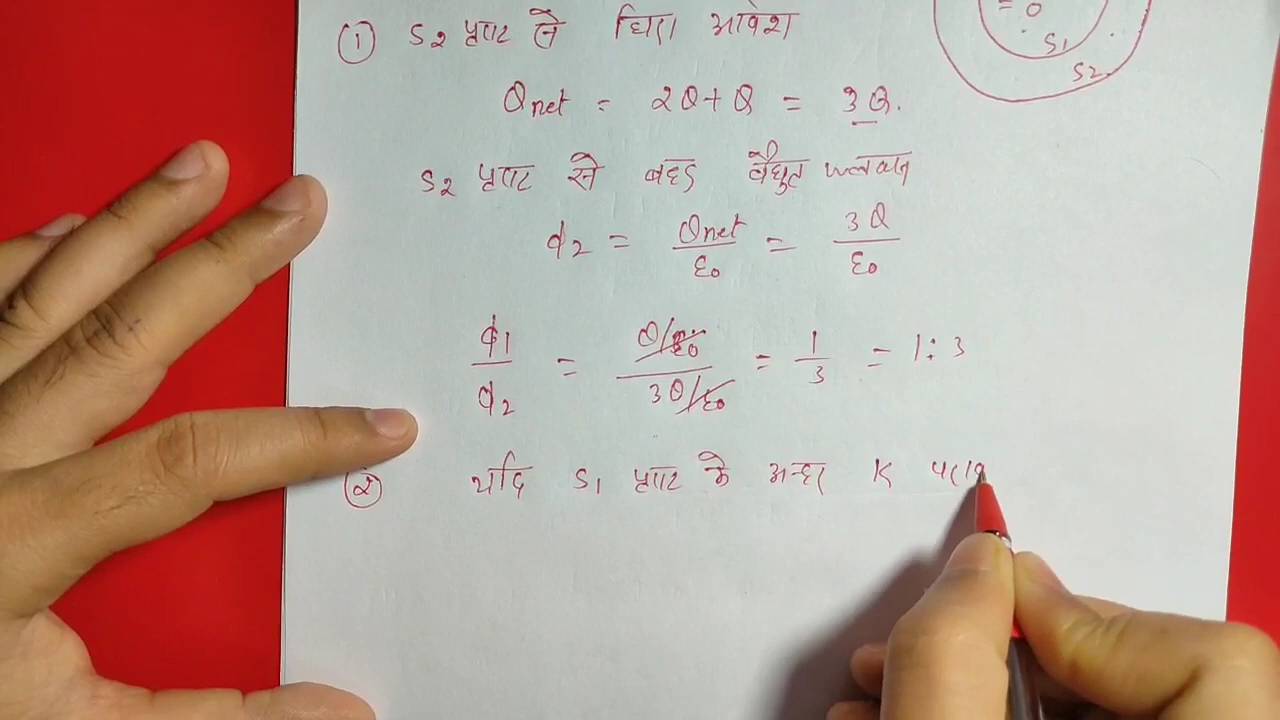 ① S2 पृष्ठ से घिरा आवेश
= Q
S1
S2
Qnet = 2Q + Q = 3Q.
S2 पृष्ठ से बद्ध वैद्युत फ्लक्स
ϕ2 = Qnet/ε0 = 3Q/ε0
ϕ1/ϕ2 = Q/ε0 / 3Q/ε0 = 1/3 = 1:3
② यदि S1 पृष्ठ के अन्दर K परावै